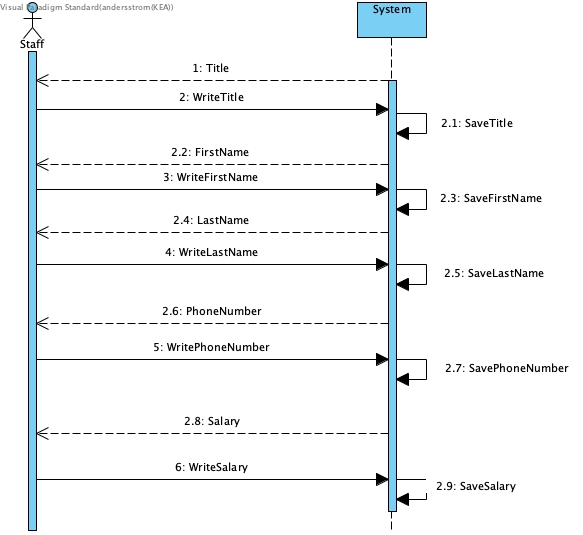 Visual Paradigm Standard(andersstrom(KEA))
System
Staff
1: Title
2: WriteTitle
2.1: SaveTitle
2.2: FirstName
3: WriteFirstName
2.3: SaveFirstName
2.4: LastName
4: WriteLastName
2.5: SaveLastName
2.6: PhoneNumber
5: WritePhoneNumber
2.7: SavePhoneNumber
2.8: Salary
6: WriteSalary
2.9: SaveSalary